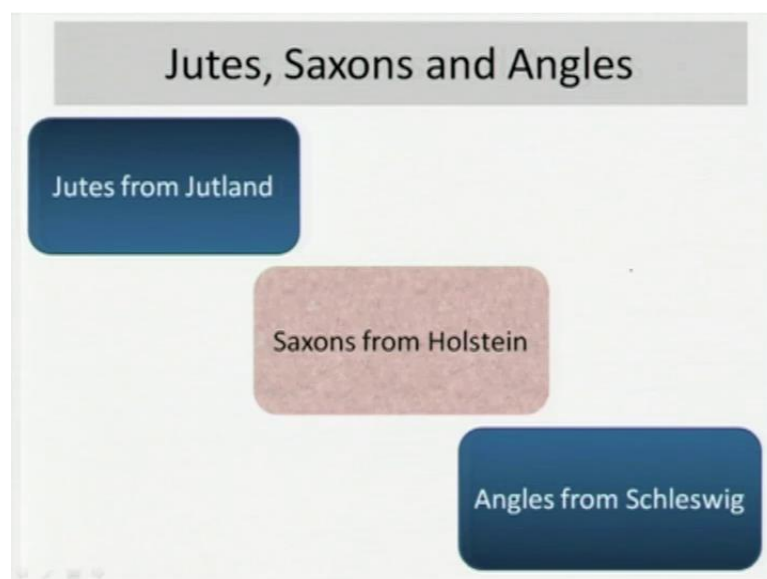 Jutes, Saxons and Angles
Jutes from Jutland
Saxons from Holstein
Angles from Schleswig